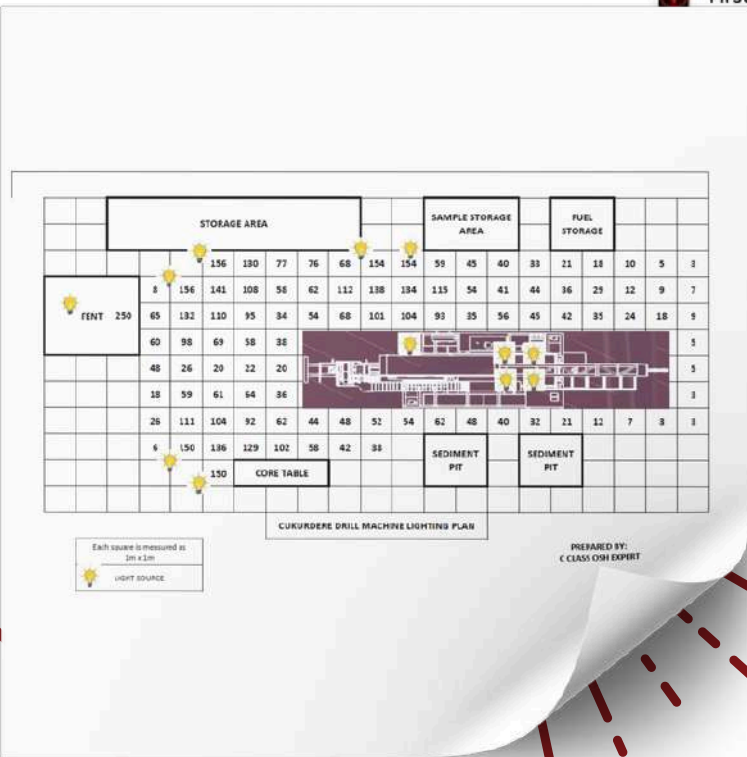 STORAGE AREA
SAMPLE STORAGE
AREA
FUEL
STORAGE
156 130 77 76 68 154 154 59 45 40 33 21 18 10 5 3
8 156 141 108 58 62 112 138 134 115 54 41 44 36 29 12 9 7
TENT 250 65 132 110 95 34 54 68 101 104 93 35 56 45 42 35 24 18 9
60 98 69 58 38 5
48 26 20 22 20 5
18 59 61 64 36 3
26 111 104 92 62 44 48 52 54 62 48 40 32 21 12 7 3 3
6 150 136 129 102 58 42 38
SEDIMENT
PIT
SEDIMENT
PIT
150
CORE TABLE
CUKURDERE DRILL MACHINE LIGHTING PLAN
Each square is measured as
1m x 1m
LIGHT SOURCE
PREPARED BY:
C CLASS OSH EXPERT